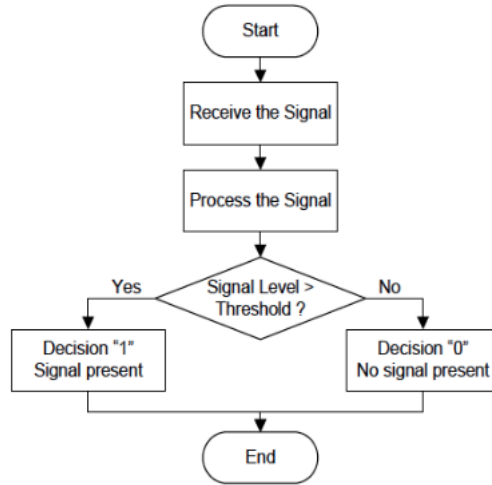 Start
Receive the Signal
Process the Signal
Signal Level >
Threshold ?
Yes
No
Decision "1"
Signal present
Decision "0"
No signal present
End